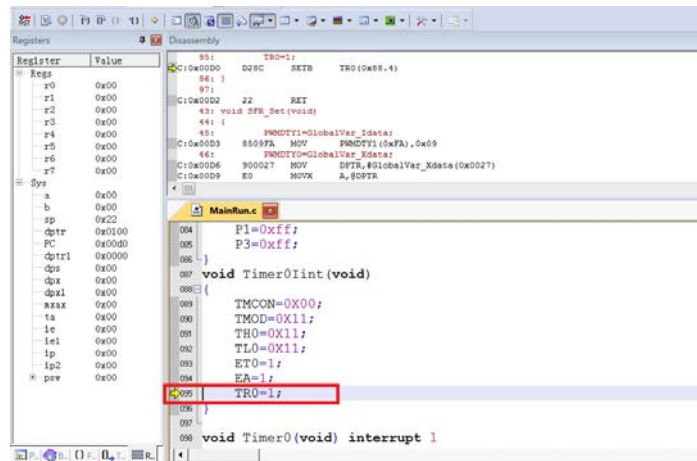 Registers
Register Value
Regs
r0 0x00
r1 0x00
r2 0x00
r3 0x00
r4 0x00
r5 0x00
r6 0x00
r7 0x00
Sys
a 0x00
b 0x00
sp 0x22
dptr 0x0100
PC 0x00d0
dptr1 0x0000
dps 0x00
dpx 0x00
dpx1 0x00
mxax 0x00
ta 0x00
ie 0x00
ie1 0x00
ip 0x00
ip2 0x00
psw 0x00
Disassembly
95: TR0=1;
C:0x00D0 D28C SETB TR0(0x88.4)
96: }
97:
C:0x00D2 22 RET
43: void SFR_Set(void)
44: {
45: PWMDTY1=GlobalVar_Idata;
C:0x00D3 8509FA MOV PWMDTY1(0xFA),0x09
46: PWMDTY0=GlobalVar_Xdata;
C:0x00D6 900027 MOV DPTR,#GlobalVar_Xdata(0x0027)
C:0x00D9 E0 MOVX A,@DPTR
MainRun.c
084 P1=0xff;
085 P3=0xff;
086 }
087 void Timer0Iint(void)
088 {
089 TMCON=0X00;
090 TMOD=0X11;
091 TH0=0X11;
092 TL0=0X11;
093 ET0=1;
094 EA=1;
095 TR0=1;
096 }
097
098 void Timer0(void) interrupt 1
P.. B.. {} F.. T.. R..